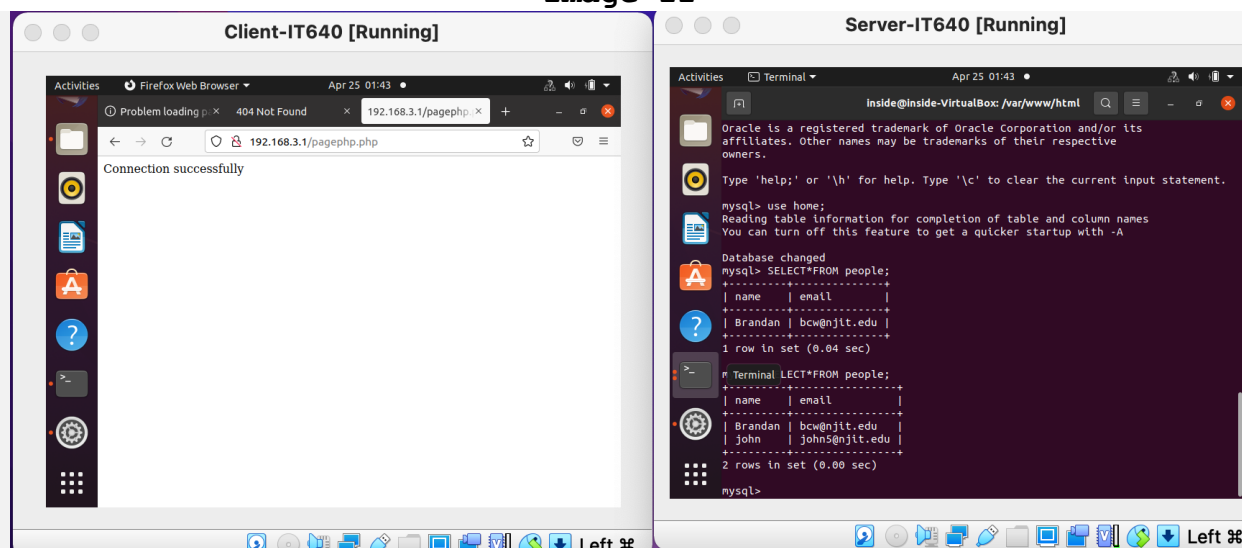 Client-IT640 [Running]
Activities Firefox Web Browser Apr 25 01:43
Problem loading p × 404 Not Found × 192.168.3.1/pagephp. × +
192.168.3.1/pagephp.php
Connection successfully
Left ⌘
Server-IT640 [Running]
Activities Terminal Apr 25 01:43
inside@inside-VirtualBox: /var/www/html
Oracle is a registered trademark of Oracle Corporation and/or its
affiliates. Other names may be trademarks of their respective
owners.
Type 'help;' or '\h' for help. Type '\c' to clear the current input statement.
mysql> use home;
Reading table information for completion of table and column names
You can turn off this feature to get a quicker startup with -A
Database changed
mysql> SELECT*FROM people;
+---------+--------------+
| name | email |
+---------+--------------+
| Brandan | bcw@njit.edu |
+---------+--------------+
1 row in set (0.04 sec)
m Terminal LECT*FROM people;
+---------+----------------+
| name | email |
+---------+----------------+
| Brandan | bcw@njit.edu |
| john | john5@njit.edu |
+---------+----------------+
2 rows in set (0.00 sec)
mysql>
Left ⌘